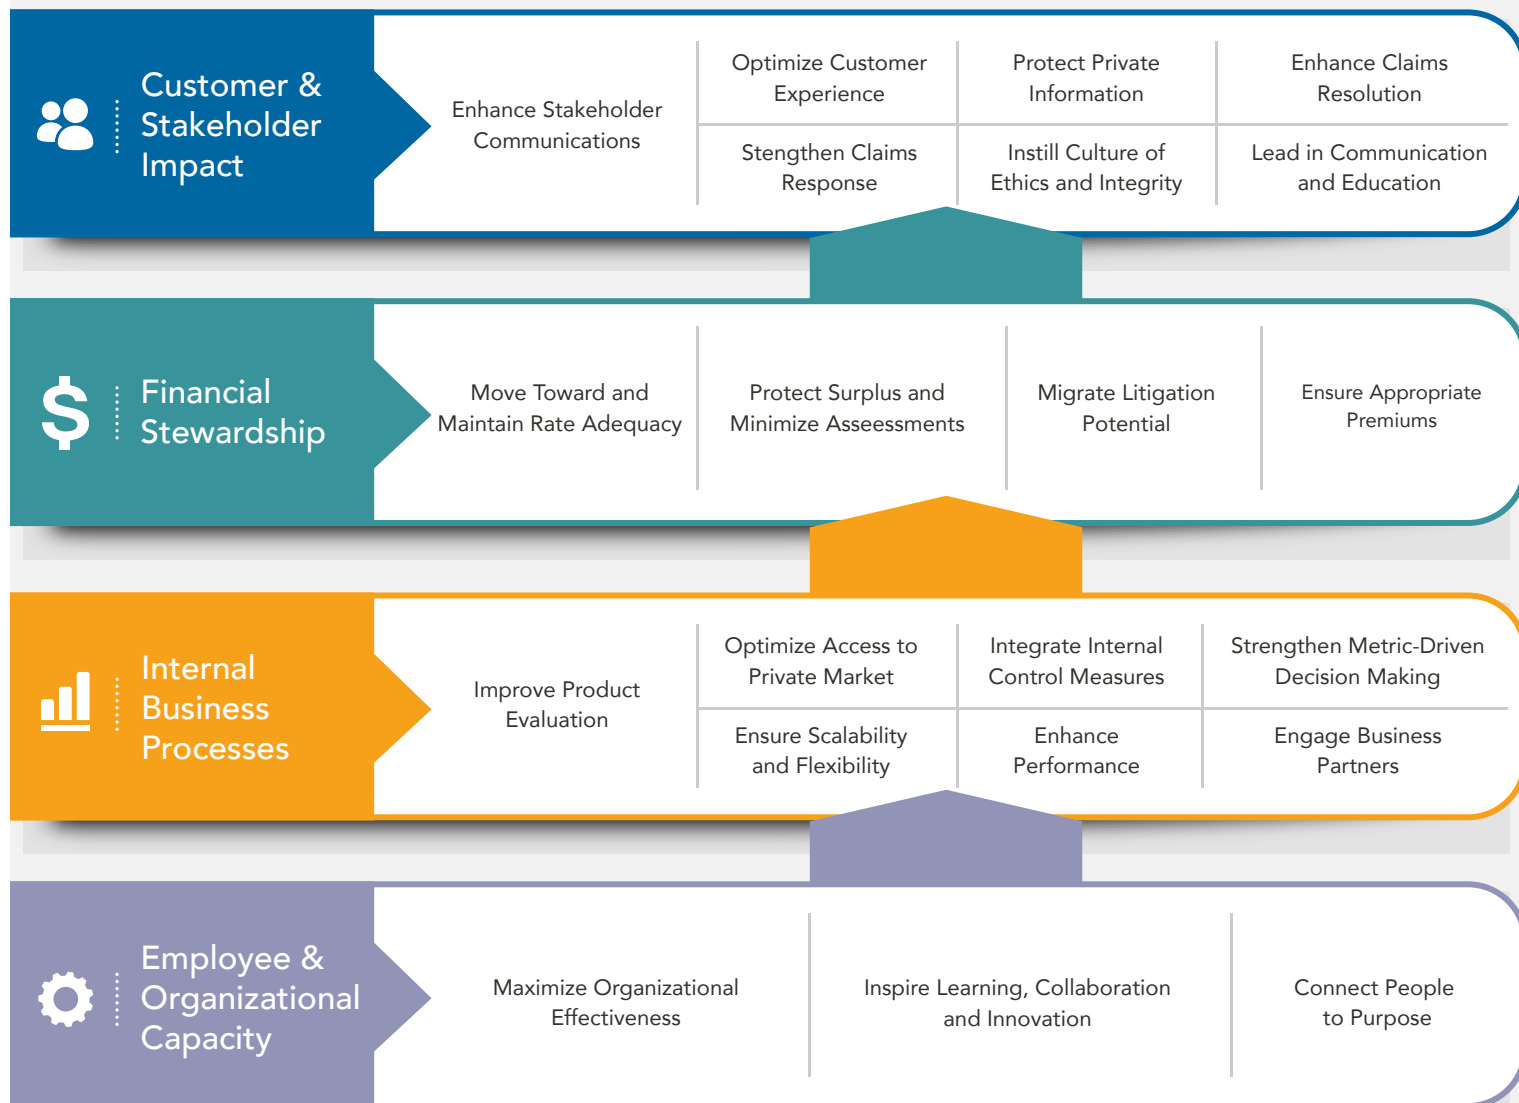 Customer &
Stakeholder
Impact
Enhance Stakeholder
Communications
Optimize Customer
Experience
Protect Private
Information
Enhance Claims
Resolution
Stengthen Claims
Response
Instill Culture of
Ethics and Integrity
Lead in Communication
and Education
$
Financial
Stewardship
Move Toward and
Maintain Rate Adequacy
Protect Surplus and
Minimize Asseessments
Migrate Litigation
Potential
Ensure Appropriate
Premiums
Internal
Business
Processes
Improve Product
Evaluation
Optimize Access to
Private Market
Integrate Internal
Control Measures
Strengthen Metric-Driven
Decision Making
Ensure Scalability
and Flexibility
Enhance
Performance
Engage Business
Partners
Employee &
Organizational
Capacity
Maximize Organizational
Effectiveness
Inspire Learning, Collaboration
and Innovation
Connect People
to Purpose